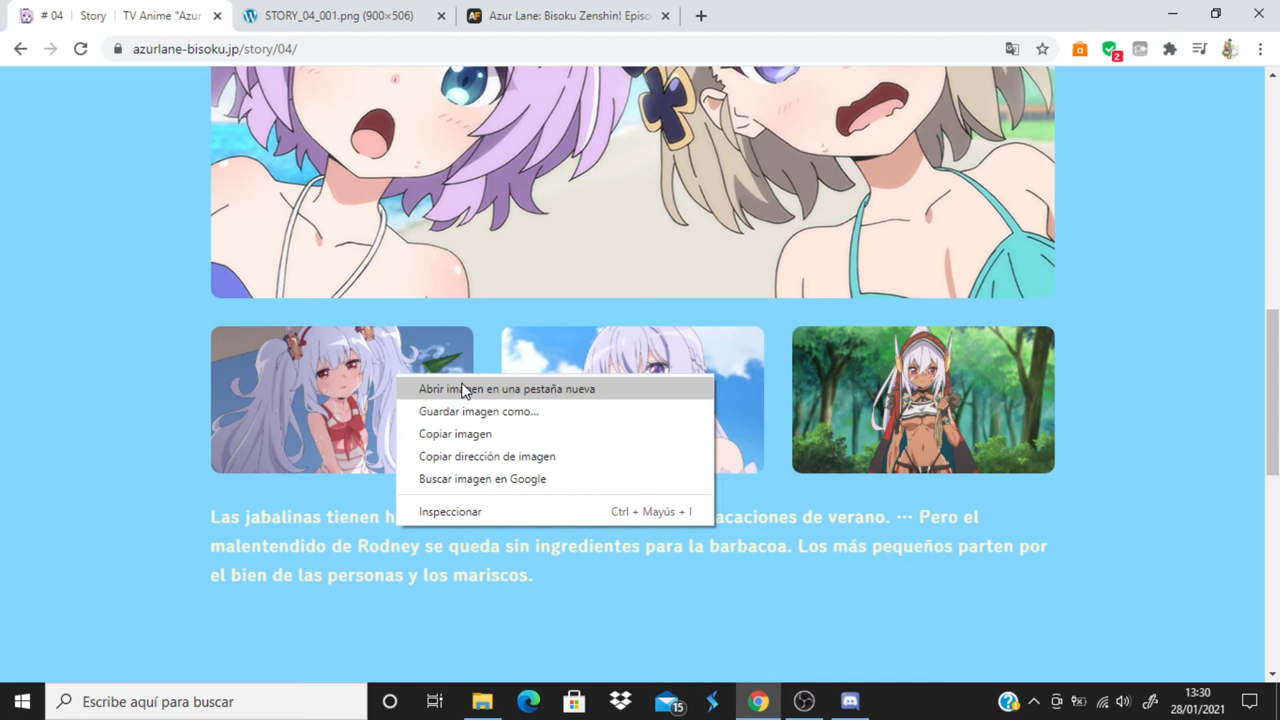 # 04 | Story | TV Anime "Azur
STORY_04_001.png (900×506)
Azur Lane: Bisoku Zenshin! Episo
azurlane-bisoku.jp/story/04/
2
Abrir imagen en una pestaña nueva
Guardar imagen como...
Copiar imagen
Copiar dirección de imagen
Buscar imagen en Google
Inspeccionar Ctrl + Mayús + I
Las jabalinas tienen h acaciones de verano. ··· Pero el
malentendido de Rodney se queda sin ingredientes para la barbacoa. Los más pequeños parten por
el bien de las personas y los mariscos.
Escribe aquí para buscar
15
13:30
28/01/2021